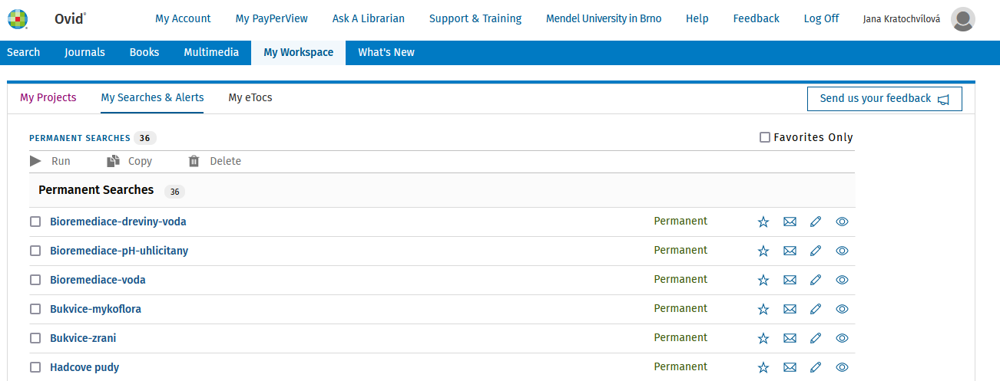 Ovid® My Account My PayPerView Ask A Librarian Support & Training Mendel University in Brno Help Feedback Log Off Jana Kratochvílová
Search Journals Books Multimedia My Workspace What's New
My Projects My Searches & Alerts My eTocs Send us your feedback
PERMANENT SEARCHES 36 Favorites Only
Run Copy Delete
Permanent Searches 36
Bioremediace-dreviny-voda Permanent
Bioremediace-pH-uhlicitany Permanent
Bioremediace-voda Permanent
Bukvice-mykoflora Permanent
Bukvice-zrani Permanent
Hadcove pudy Permanent